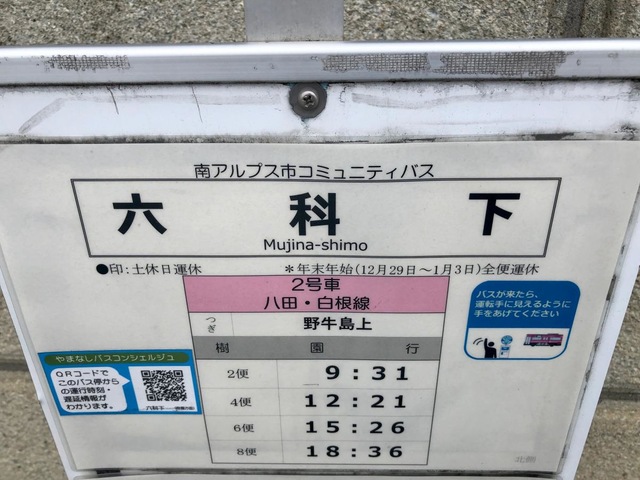 南アルプス市コミュニティバス
六科下
Mujina-shimo
●印:土休日運休 *年末年始(12月29日～1月3日)全便運休
2号車
八田・白根線
つぎ 野牛島上
樹園行
2便 9:31
4便 12:21
6便 15:26
8便 18:36
バスが来たら、
運転手に見えるように
手をあげてください
やまなしバスコンシェルジュ
QRコードで
このバス停から
の運行時刻・
遅延情報が
わかります。
六科下
北側